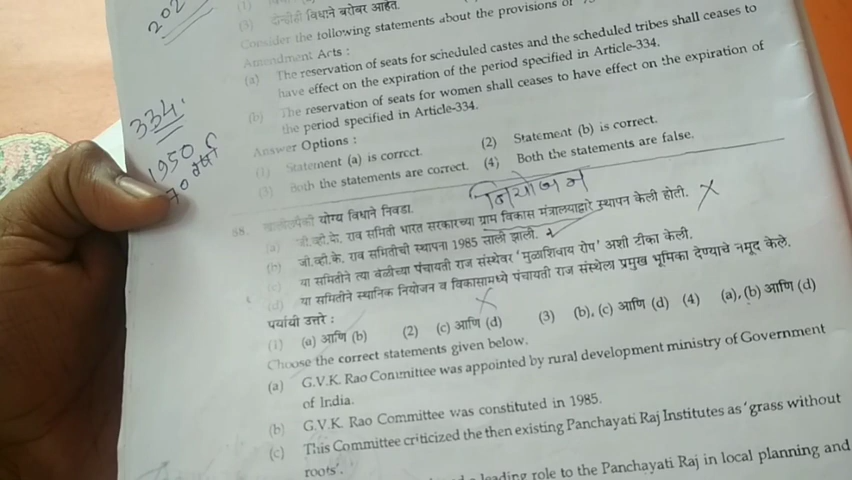 202
(1)
(3) दोन्ही विधाने बरोबर आहेत.
Consider the following statements about the provisions of
Amendment Acts :
(a) The reservation of seats for scheduled castes and the scheduled tribes shall ceases to
have effect on the expiration of the period specified in Article-334.
(b) The reservation of seats for women shall ceases to have effect on the expiration of
the period specified in Article-334.
334.
1950
70 वर्षा
Answer Options :
(1) Statement (a) is correct. (2) Statement (b) is correct.
(3) Both the statements are correct. (4) Both the statements are false.
नियोजन
88. योग्य विधाने निवडा.
(a) जी.व्ही.के. राव समिती भारत सरकारच्या ग्राम विकास मंत्रालयाद्वारे स्थापन केली होती. X
(b) जी.व्ही.के. राव समितीची स्थापना 1985 साली झाली.
(c) या समितीने त्या वेळीच्या पंचायती राज संस्थेवर 'मुळाशिधाय रोप' अशी टीका केली.
(d) या समितीने स्थानिक नियोजन व विकासामध्ये पंचायती राज संस्थेला प्रमुख भूमिका देण्याचे नमूद केले.
पर्यायी उत्तरे : X
(1) (a) आणि (b) (2) (c) आणि (d) (3) (b), (c) आणि (d) (4) (a), (b) आणि (d)
Choose the correct statements given below.
(a) G.V.K. Rao Committee was appointed by rural development ministry of Government
of India.
(b) G.V.K. Rao Committee was constituted in 1985.
(c) This Committee criticized the then existing Panchayati Raj Institutes as 'grass without
roots'.
a leading role to the Panchayati Raj in local planning and